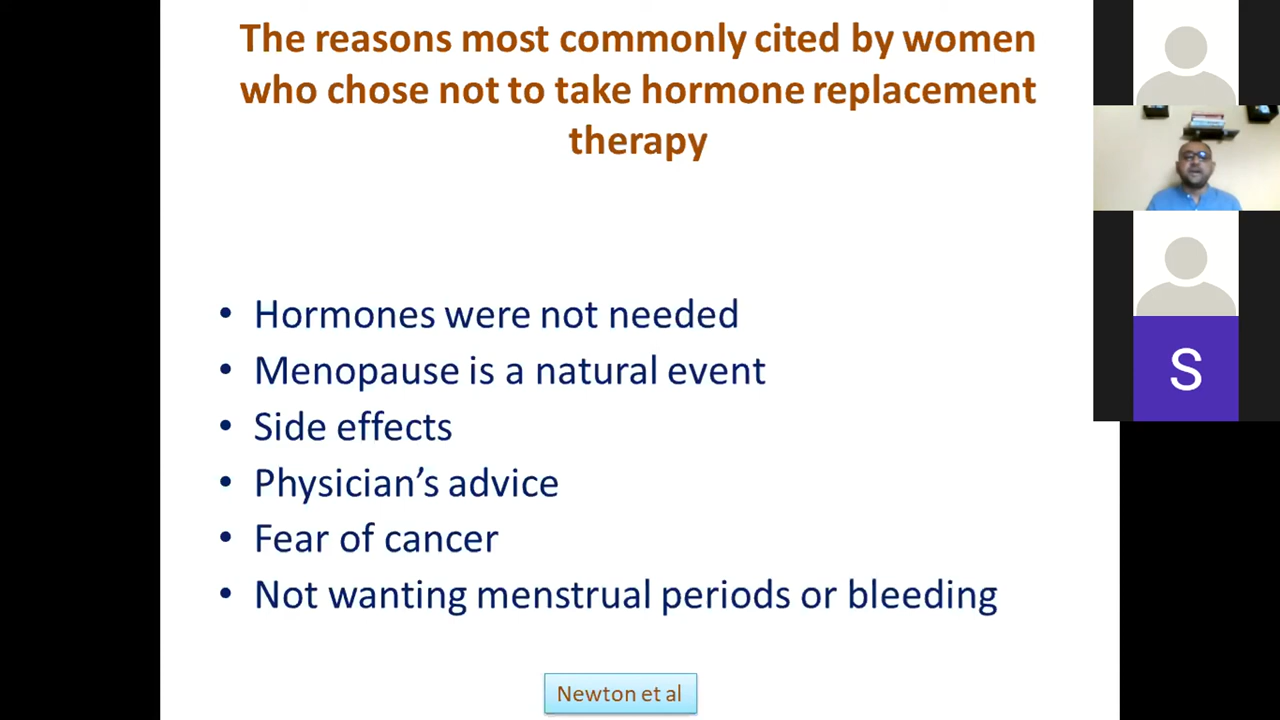 The reasons most commonly cited by women
who chose not to take hormone replacement
therapy
• Hormones were not needed
• Menopause is a natural event
• Side effects
• Physician’s advice
• Fear of cancer
• Not wanting menstrual periods or bleeding
Newton et al
S